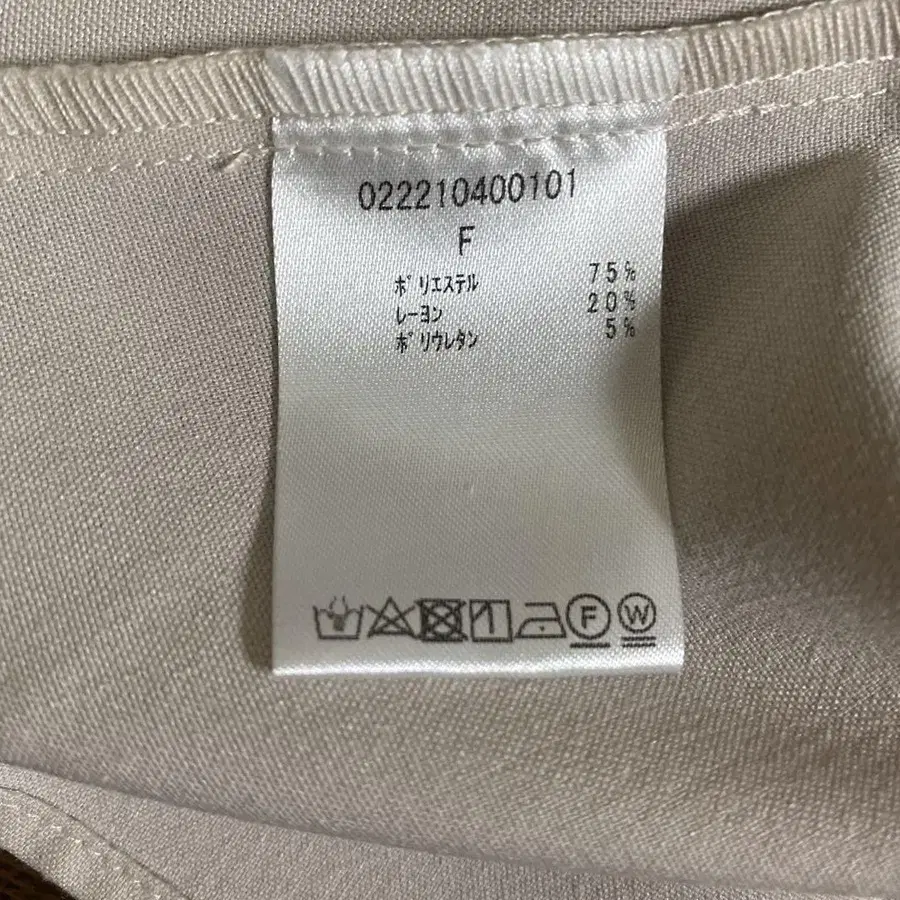 022210400101
F
ポリエステル 75%
レーヨン 20%
ポリウレタン 5%
F W